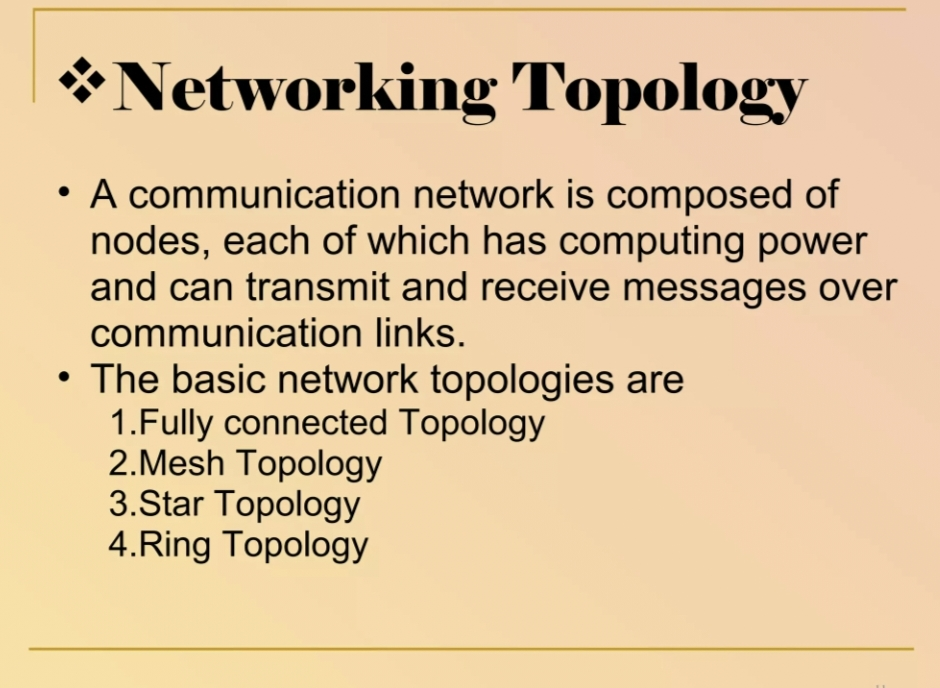 ❖Networking Topology
• A communication network is composed of
nodes, each of which has computing power
and can transmit and receive messages over
communication links.
• The basic network topologies are
1.Fully connected Topology
2.Mesh Topology
3.Star Topology
4.Ring Topology